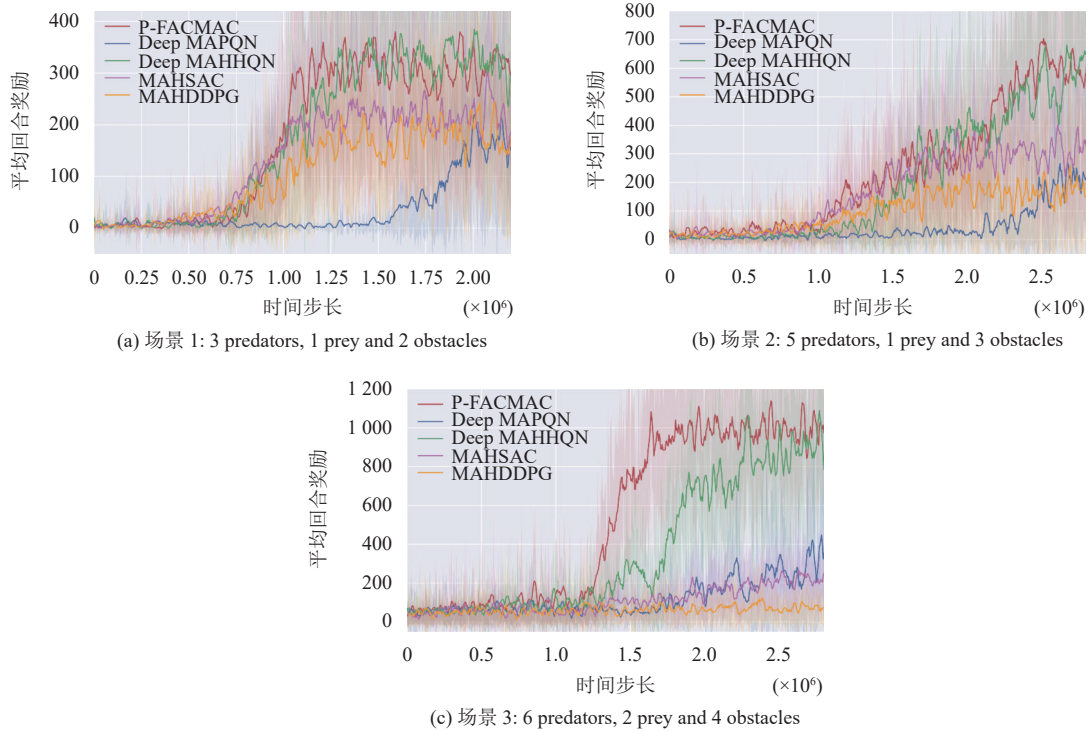 400
300
200
100
0
平均回合奖励
P-FACMAC
Deep MAPQN
Deep MAHHQN
MAHSAC
MAHDDPG
0 0.25 0.50 0.75 1.00 1.25 1.50 1.75 2.00
时间步长 (×10⁶)
(a) 场景 1: 3 predators, 1 prey and 2 obstacles
800
700
600
500
400
300
200
100
0
平均回合奖励
P-FACMAC
Deep MAPQN
Deep MAHHQN
MAHSAC
MAHDDPG
0 0.5 1.0 1.5 2.0 2.5
时间步长 (×10⁶)
(b) 场景 2: 5 predators, 1 prey and 3 obstacles
1 200
1 000
800
600
400
200
0
平均回合奖励
P-FACMAC
Deep MAPQN
Deep MAHHQN
MAHSAC
MAHDDPG
0 0.5 1.0 1.5 2.0 2.5
时间步长 (×10⁶)
(c) 场景 3: 6 predators, 2 prey and 4 obstacles